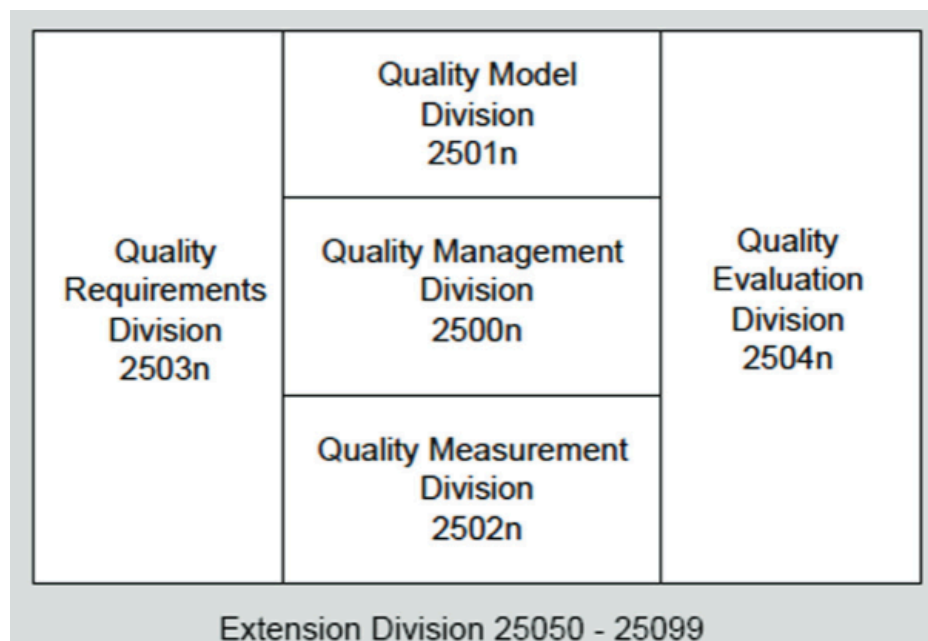 Quality
Requirements
Division
2503n
Quality Model
Division
2501n
Quality Management
Division
2500n
Quality Measurement
Division
2502n
Quality
Evaluation
Division
2504n
Extension Division 25050 - 25099